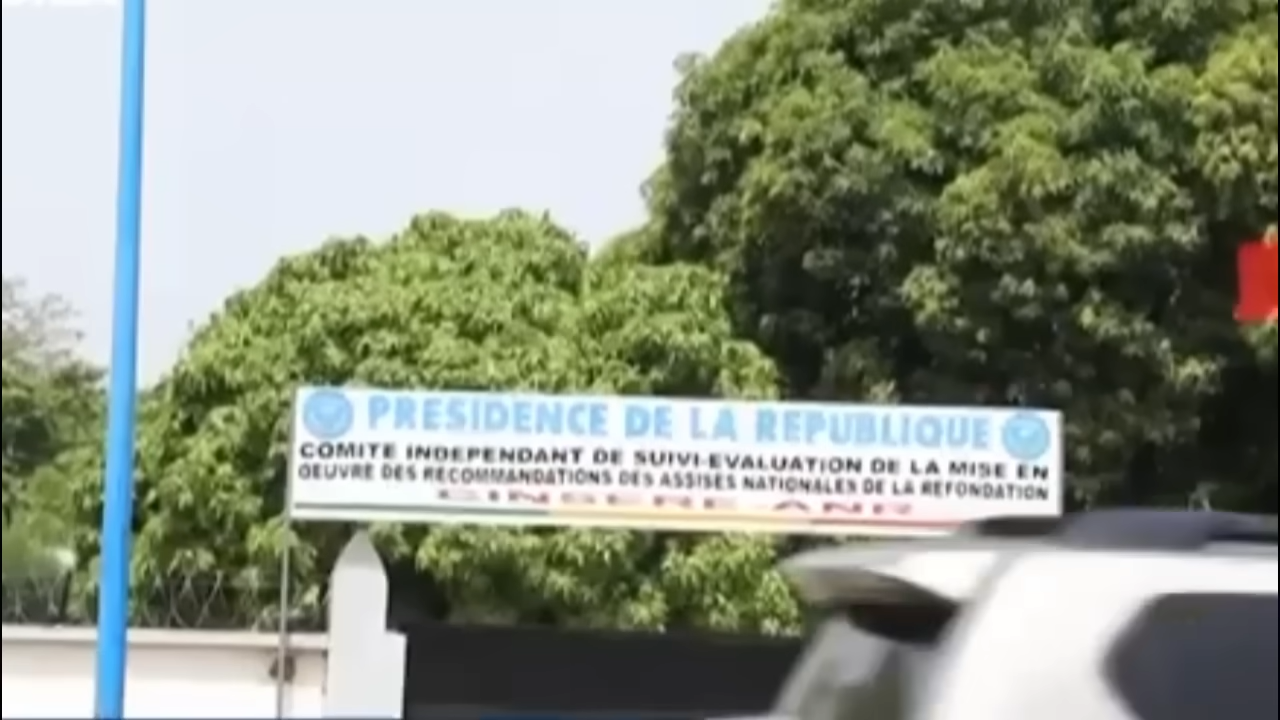 PRESIDENCE DE LA REPUBLIQUE
COMITE INDEPENDANT DE SUIVI-EVALUATION DE LA MISE EN
OEUVRE DES RECOMMANDATIONS DES ASSISES NATIONALES DE LA REFONDATION